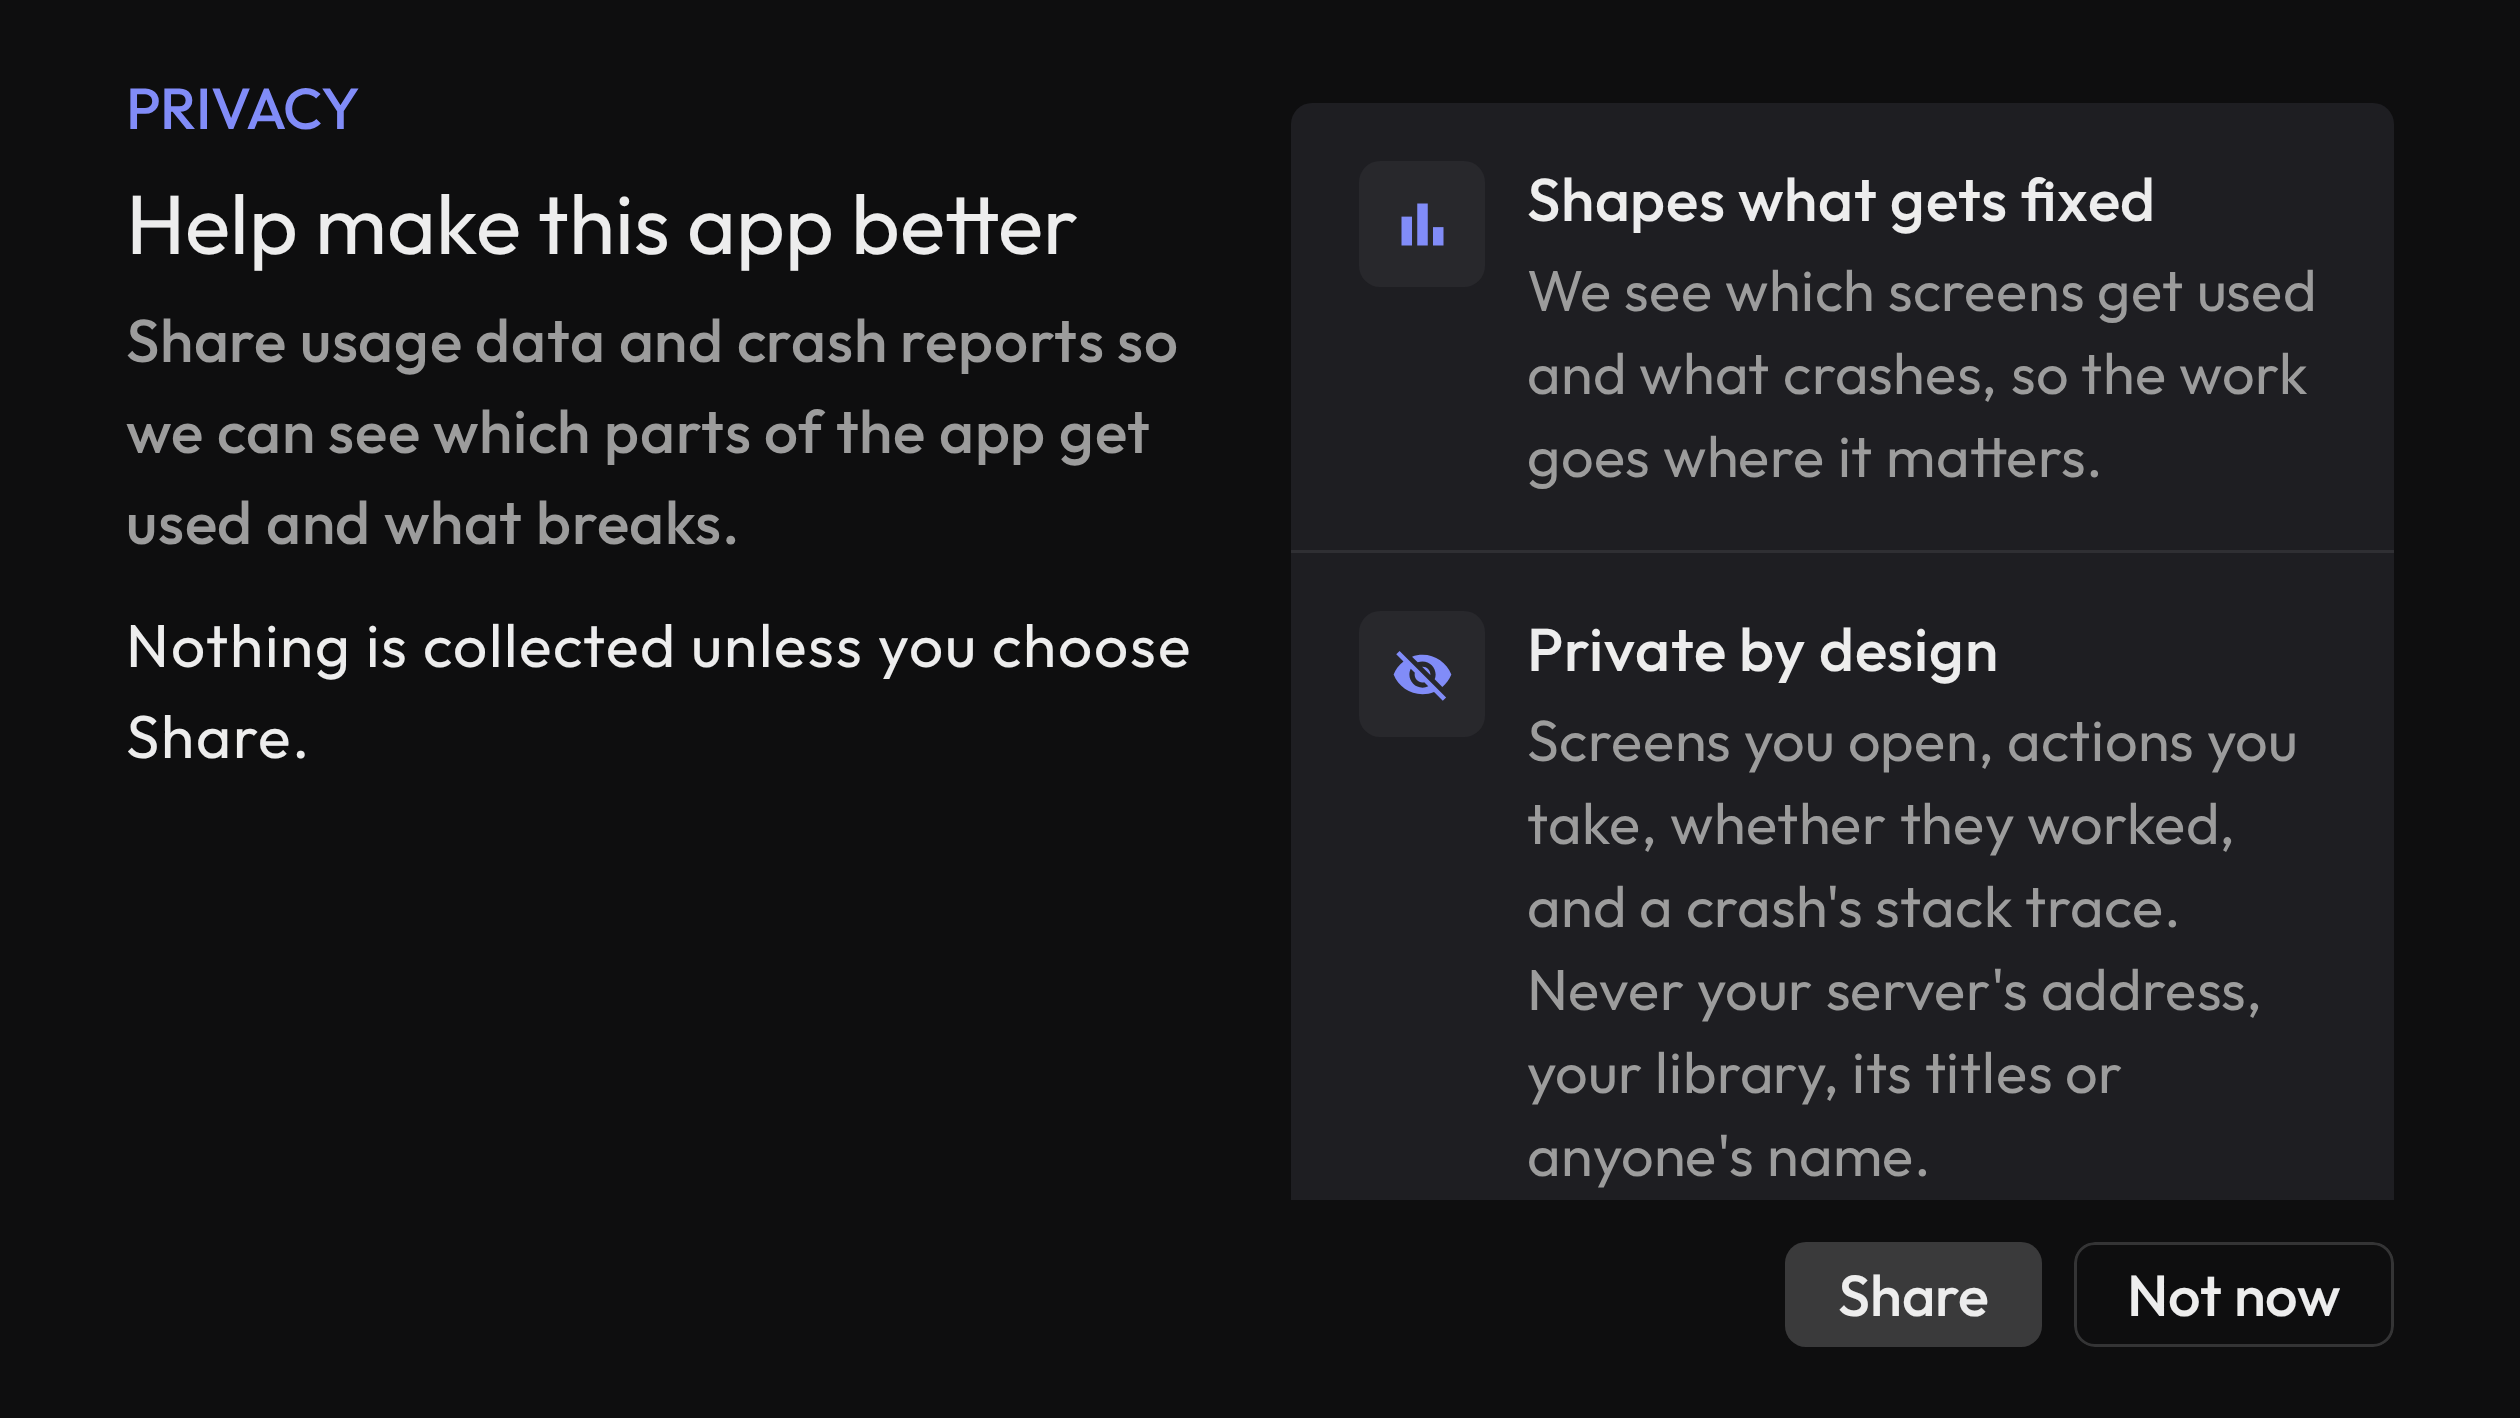 PRIVACY
Help make this app better
Share usage data and crash reports so
we can see which parts of the app get
used and what breaks.
Nothing is collected unless you choose
Share.
Shapes what gets fixed
We see which screens get used
and what crashes, so the work
goes where it matters.
Private by design
Screens you open, actions you
take, whether they worked,
and a crash's stack trace.
Never your server's address,
your library, its titles or
anyone's name.
Share
Not now